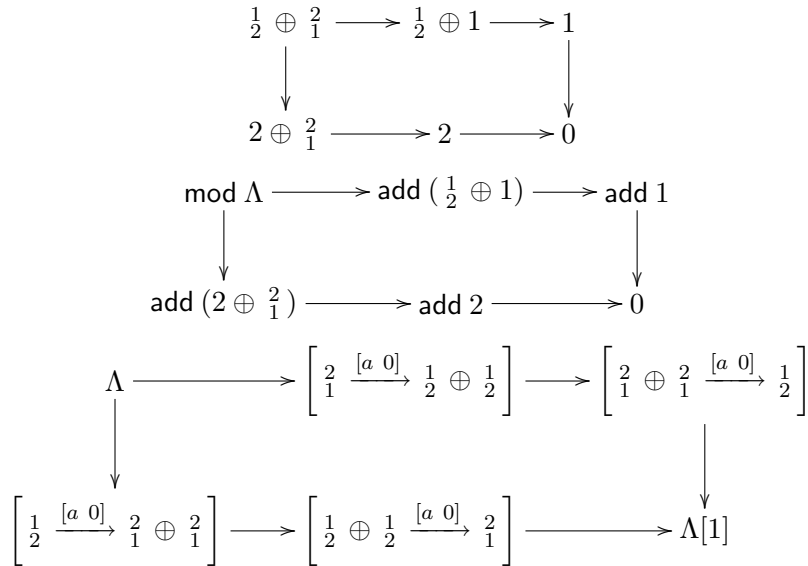 1/2 ⊕ 2/1 → 1/2 ⊕ 1 → 1
2 ⊕ 2/1 → 2 → 0
mod Λ → add (1/2 ⊕ 1) → add 1
add (2 ⊕ 2/1) → add 2 → 0
Λ → [2/1 —[a 0]→ 1/2 ⊕ 1/2] → [2/1 ⊕ 2/1 —[a 0]→ 1/2]
[1/2 —[a 0]→ 2/1 ⊕ 2/1] → [1/2 ⊕ 1/2 —[a 0]→ 2/1] → Λ[1]